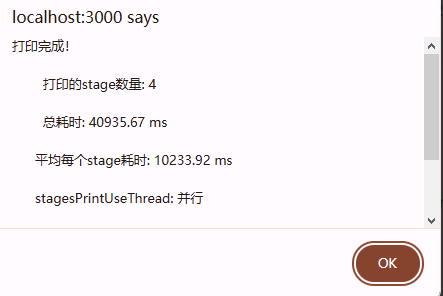 localhost:3000 says
打印完成!
打印的stage数量: 4
总耗时: 40935.67 ms
平均每个stage耗时: 10233.92 ms
stagesPrintUseThread: 并行
OK